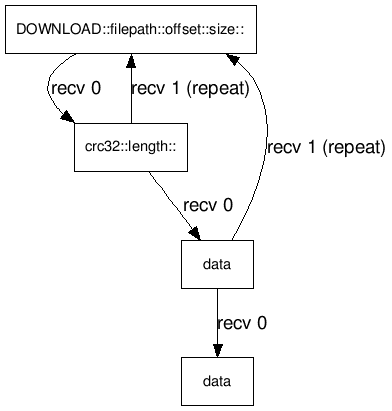 DOWNLOAD::filepath::offset::size::
recv 0
recv 1 (repeat)
crc32::length::
recv 1 (repeat)
recv 0
data
recv 0
data